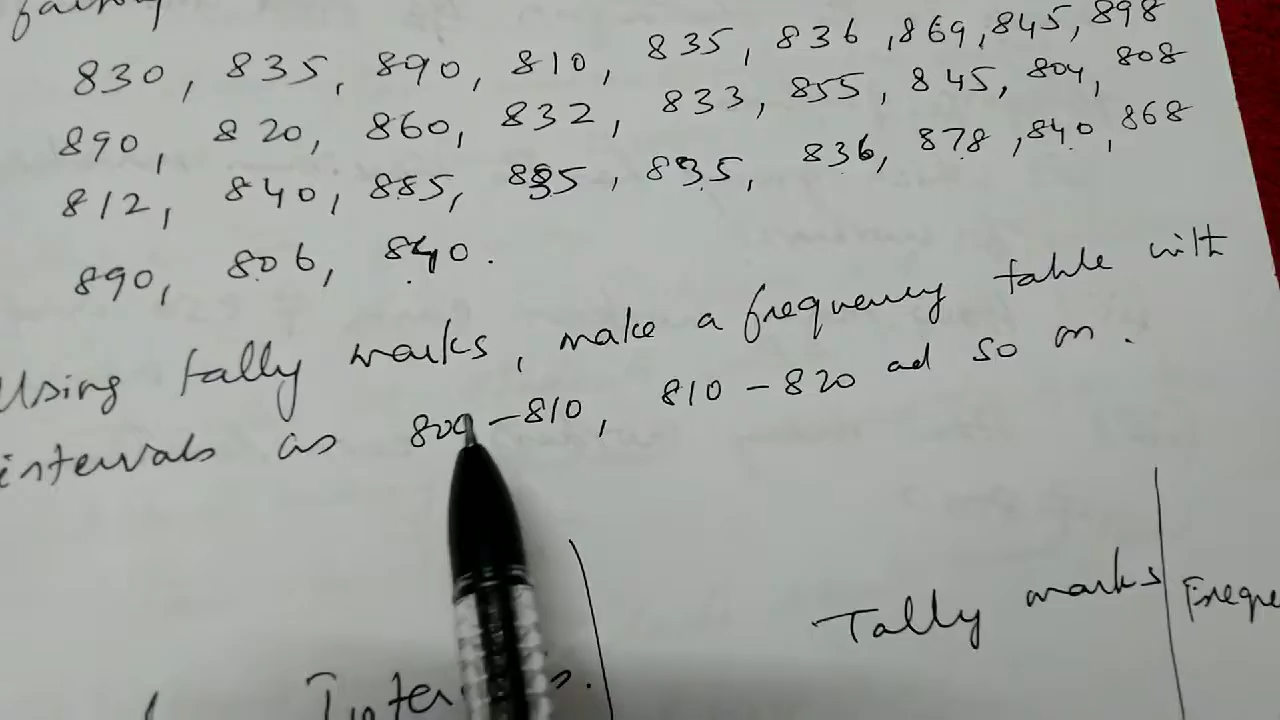 830, 835, 890, 810, 835, 836, 869, 845, 898
890, 820, 860, 832, 833, 855, 845, 804, 808
812, 840, 885, 835, 835, 836, 878, 840, 868
890, 806, 840.
Using tally marks, make a frequency table with
intervals as 800-810, 810-820 ad so on.
Tally marks